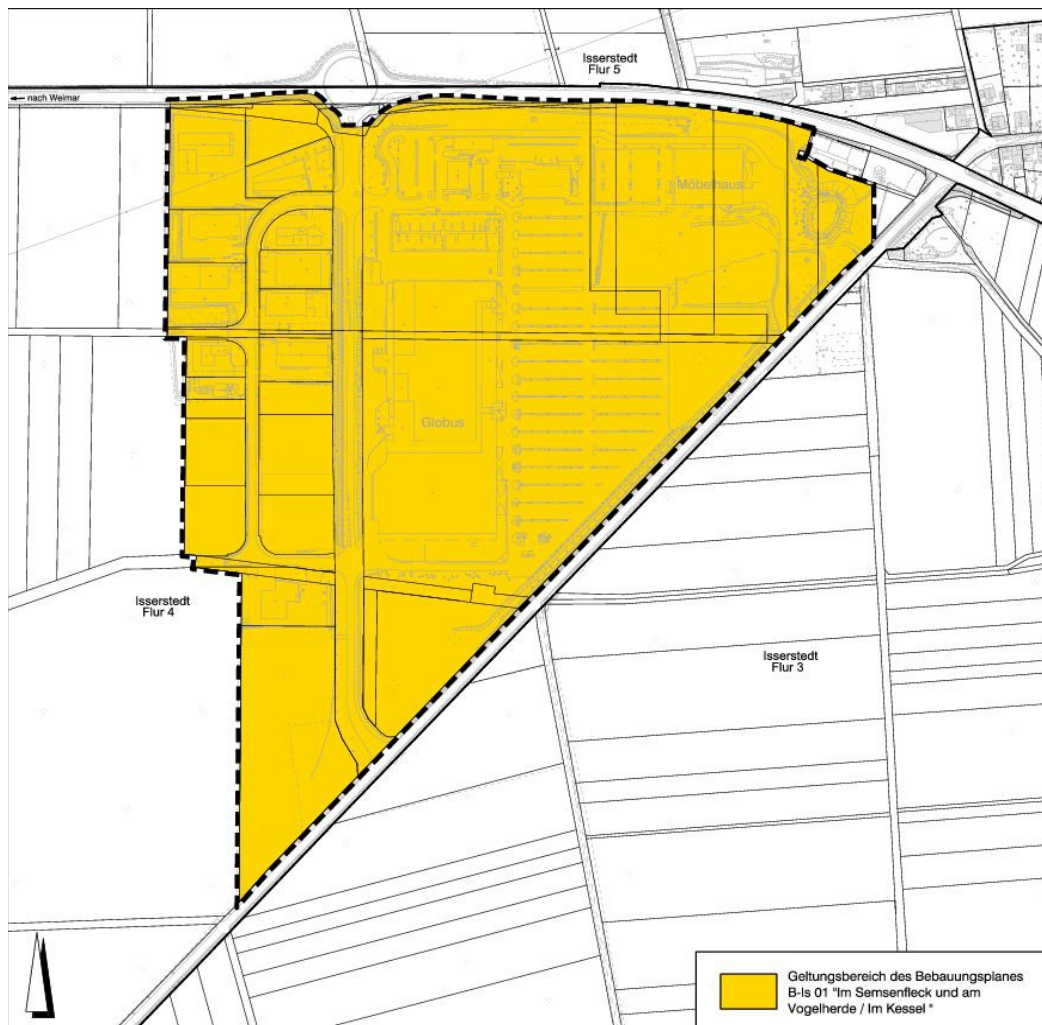 Isserstedt
Flur 5
nach Weimar
Möbelhaus
Globus
Isserstedt
Flur 4
Isserstedt
Flur 3
Geltungsbereich des Bebauungsplanes
B-Is 01 "Im Semsenfleck und am
Vogelherde / Im Kessel "